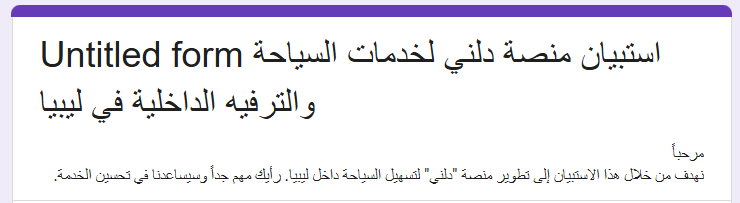 Untitled form استبيان منصة دلني لخدمات السياحة
والترفيه الداخلية في ليبيا
مرحباً
نهدف من خلال هذا الاستبيان إلى تطوير منصة "دلني" لتسهيل السياحة داخل ليبيا. رأيك مهم جداً وسيساعدنا في تحسين الخدمة.